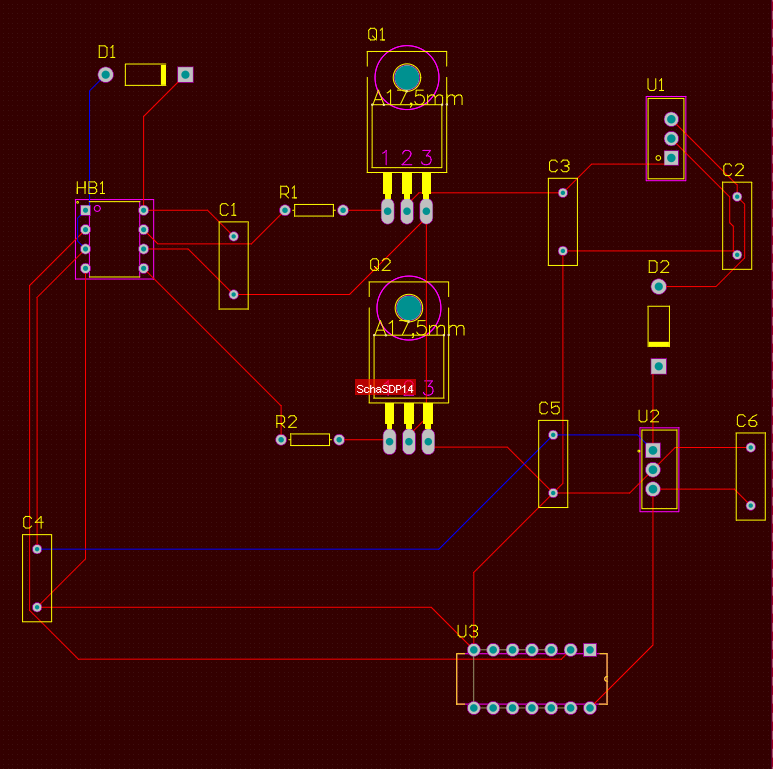 Q1
D1
A17,5mm
U1
1 2 3
C3
C2
HB1
R1
C1
Q2
D2
A17,5mm
SchaSDP14
3
C5
U2
R2
C6
C4
U3